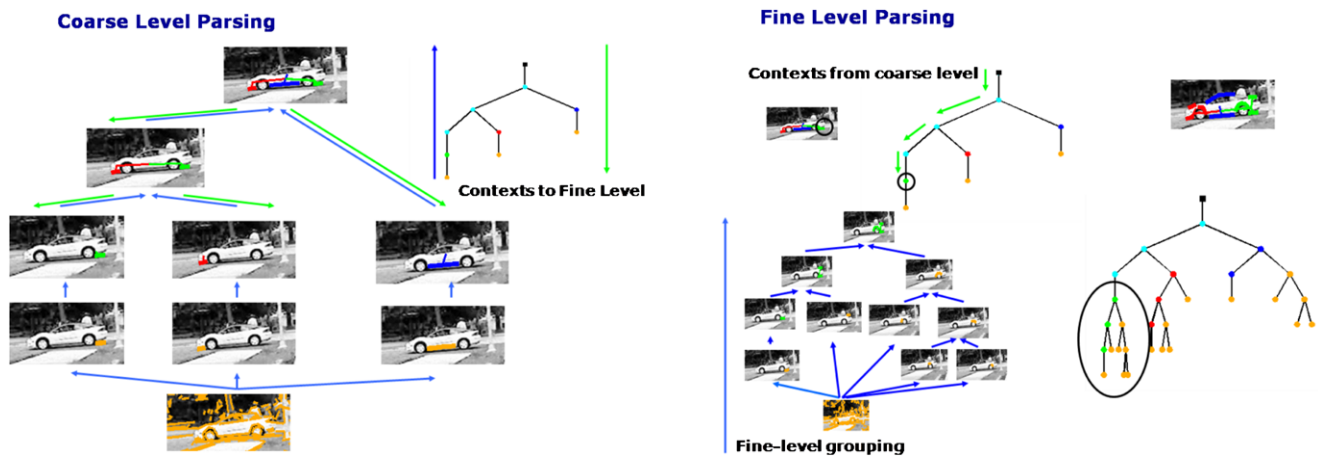 Coarse Level Parsing
Contexts to Fine Level
Fine Level Parsing
Contexts from coarse level
Fine-level grouping